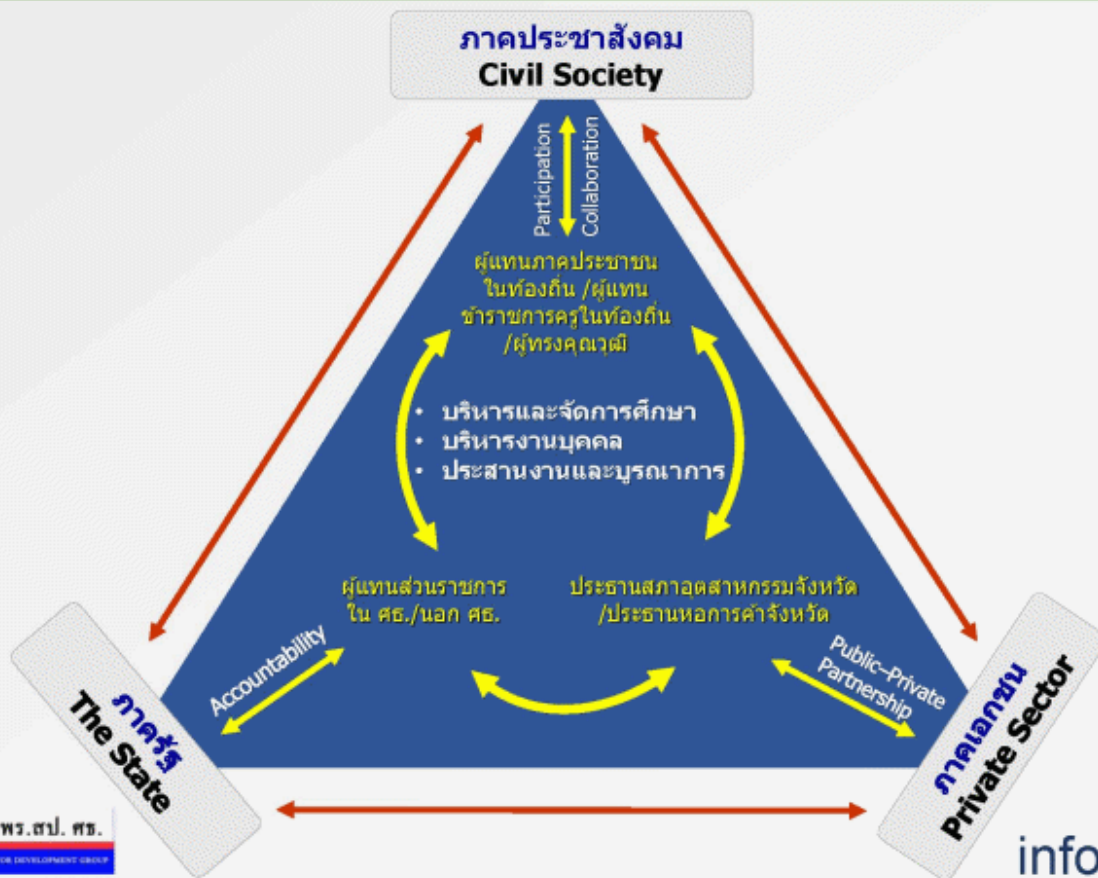 ภาคประชาสังคม
Civil Society
Participation
Collaboration
ผู้แทนภาคประชาชน
ในท้องถิ่น /ผู้แทน
ข้าราชการครูในท้องถิ่น
/ผู้ทรงคุณวุฒิ
• บริหารและจัดการศึกษา
• บริหารงานบุคคล
• ประสานงานและบูรณาการ
ผู้แทนส่วนราชการ
ใน ศธ./นอก ศธ.
ประธานสภาอุตสาหกรรมจังหวัด
/ประธานหอการค้าจังหวัด
Accountability
Public–Private
Partnership
ภาครัฐ
The State
ภาคเอกชน
Private Sector
พร.สป. ศธ.
OR DEVELOPMENT GROUP
info